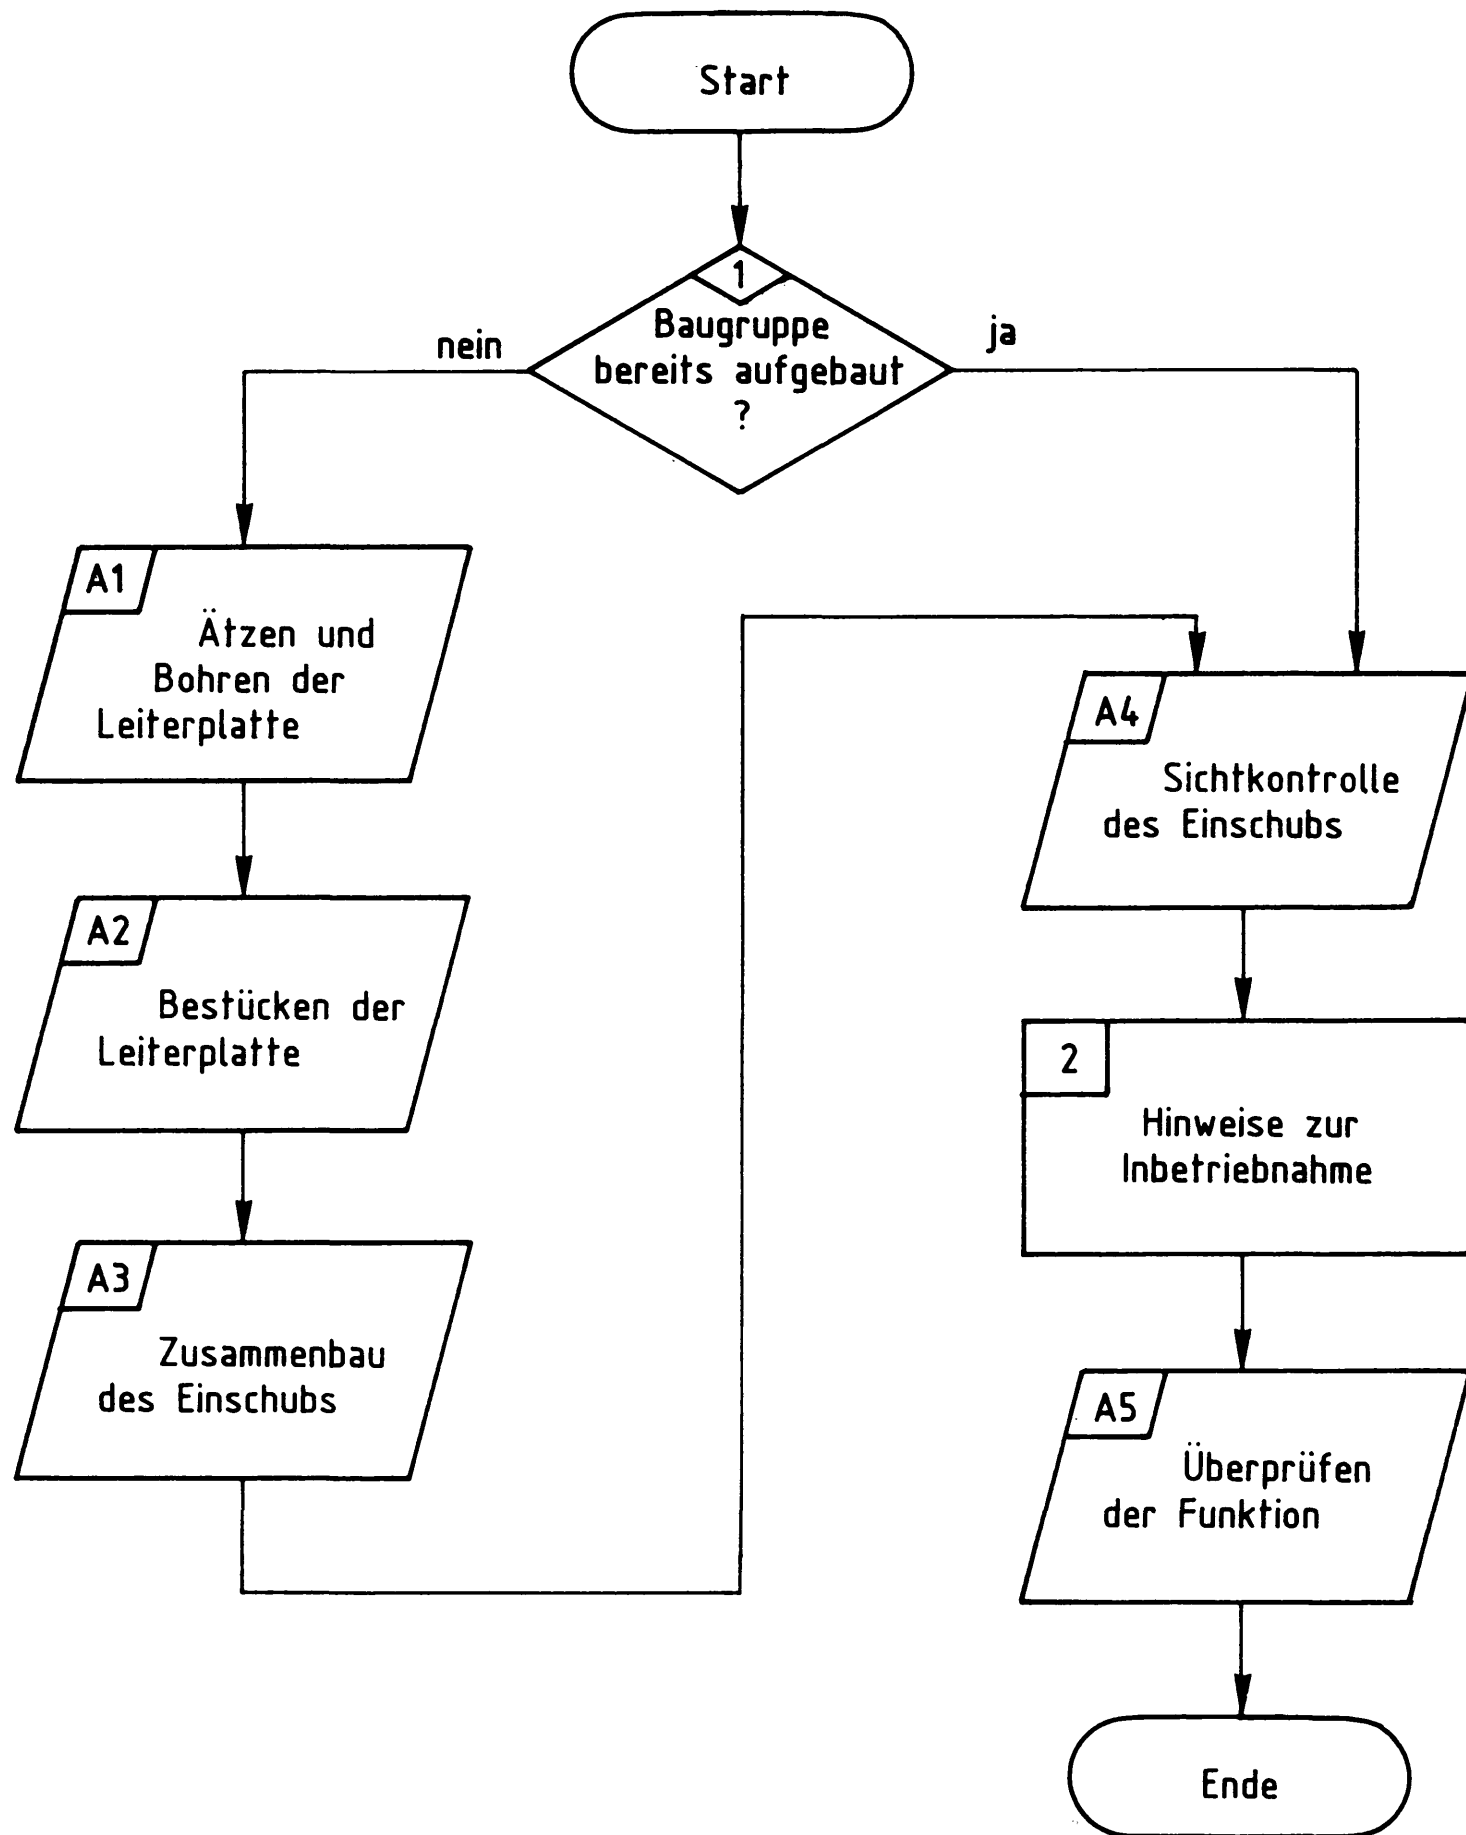 Start
1
Baugruppe
bereits aufgebaut
?
nein
ja
A1
Ätzen und
Bohren der
Leiterplatte
A2
Bestücken der
Leiterplatte
A3
Zusammenbau
des Einschubs
A4
Sichtkontrolle
des Einschubs
2
Hinweise zur
Inbetriebnahme
A5
Überprüfen
der Funktion
Ende